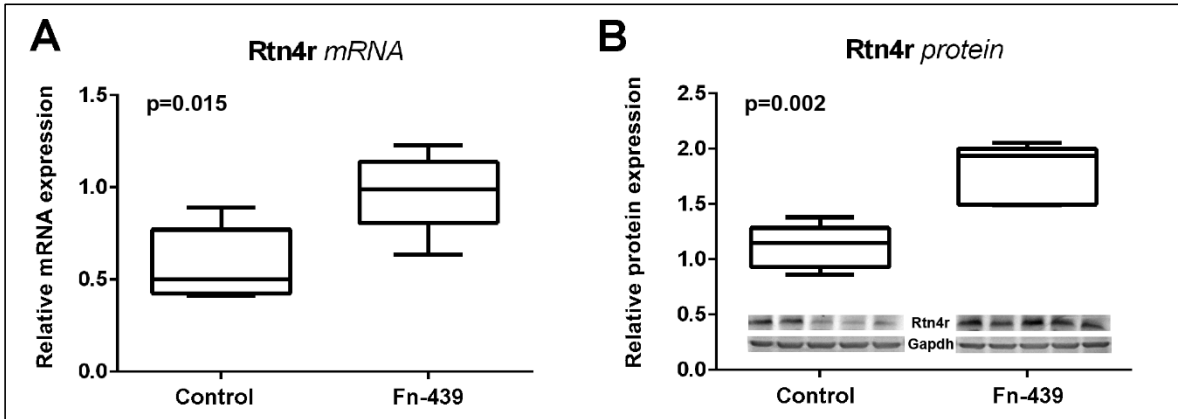 A
Rtn4r mRNA
Relative mRNA expression
1.5
1.0
0.5
0.0
p=0.015
Control
Fn-439
B
Rtn4r protein
Relative protein expression
2.5
2.0
1.5
1.0
0.5
0.0
p=0.002
Rtn4r
Gapdh
Control
Fn-439